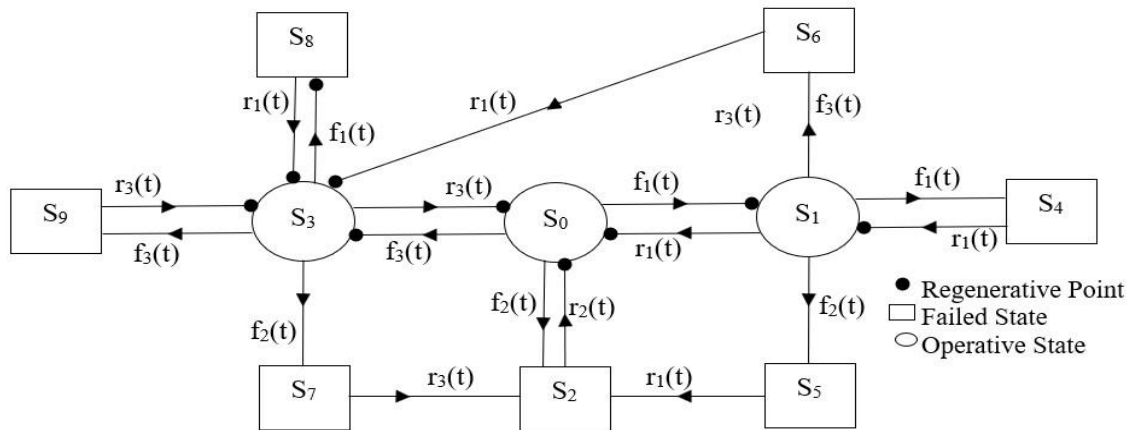 S8
S6
r1(t)
f1(t)
r1(t)
r3(t)
f3(t)
r3(t)
S9
f3(t)
S3
r3(t)
f3(t)
S0
f1(t)
r1(t)
S1
f1(t)
r1(t)
S4
f2(t)
f2(t)
r2(t)
f2(t)
Regenerative Point
Failed State
Operative State
S7
r3(t)
S2
r1(t)
S5